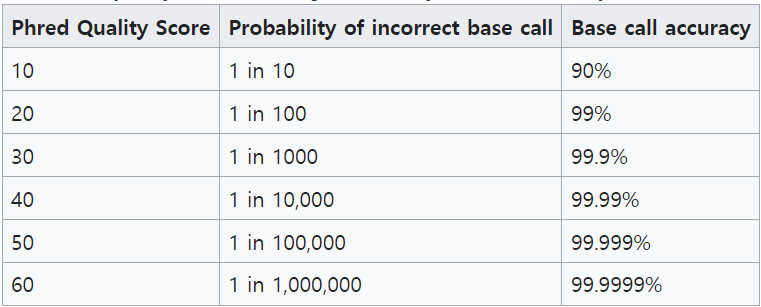 Phred Quality Score Probability of incorrect base call Base call accuracy
10 1 in 10 90%
20 1 in 100 99%
30 1 in 1000 99.9%
40 1 in 10,000 99.99%
50 1 in 100,000 99.999%
60 1 in 1,000,000 99.9999%